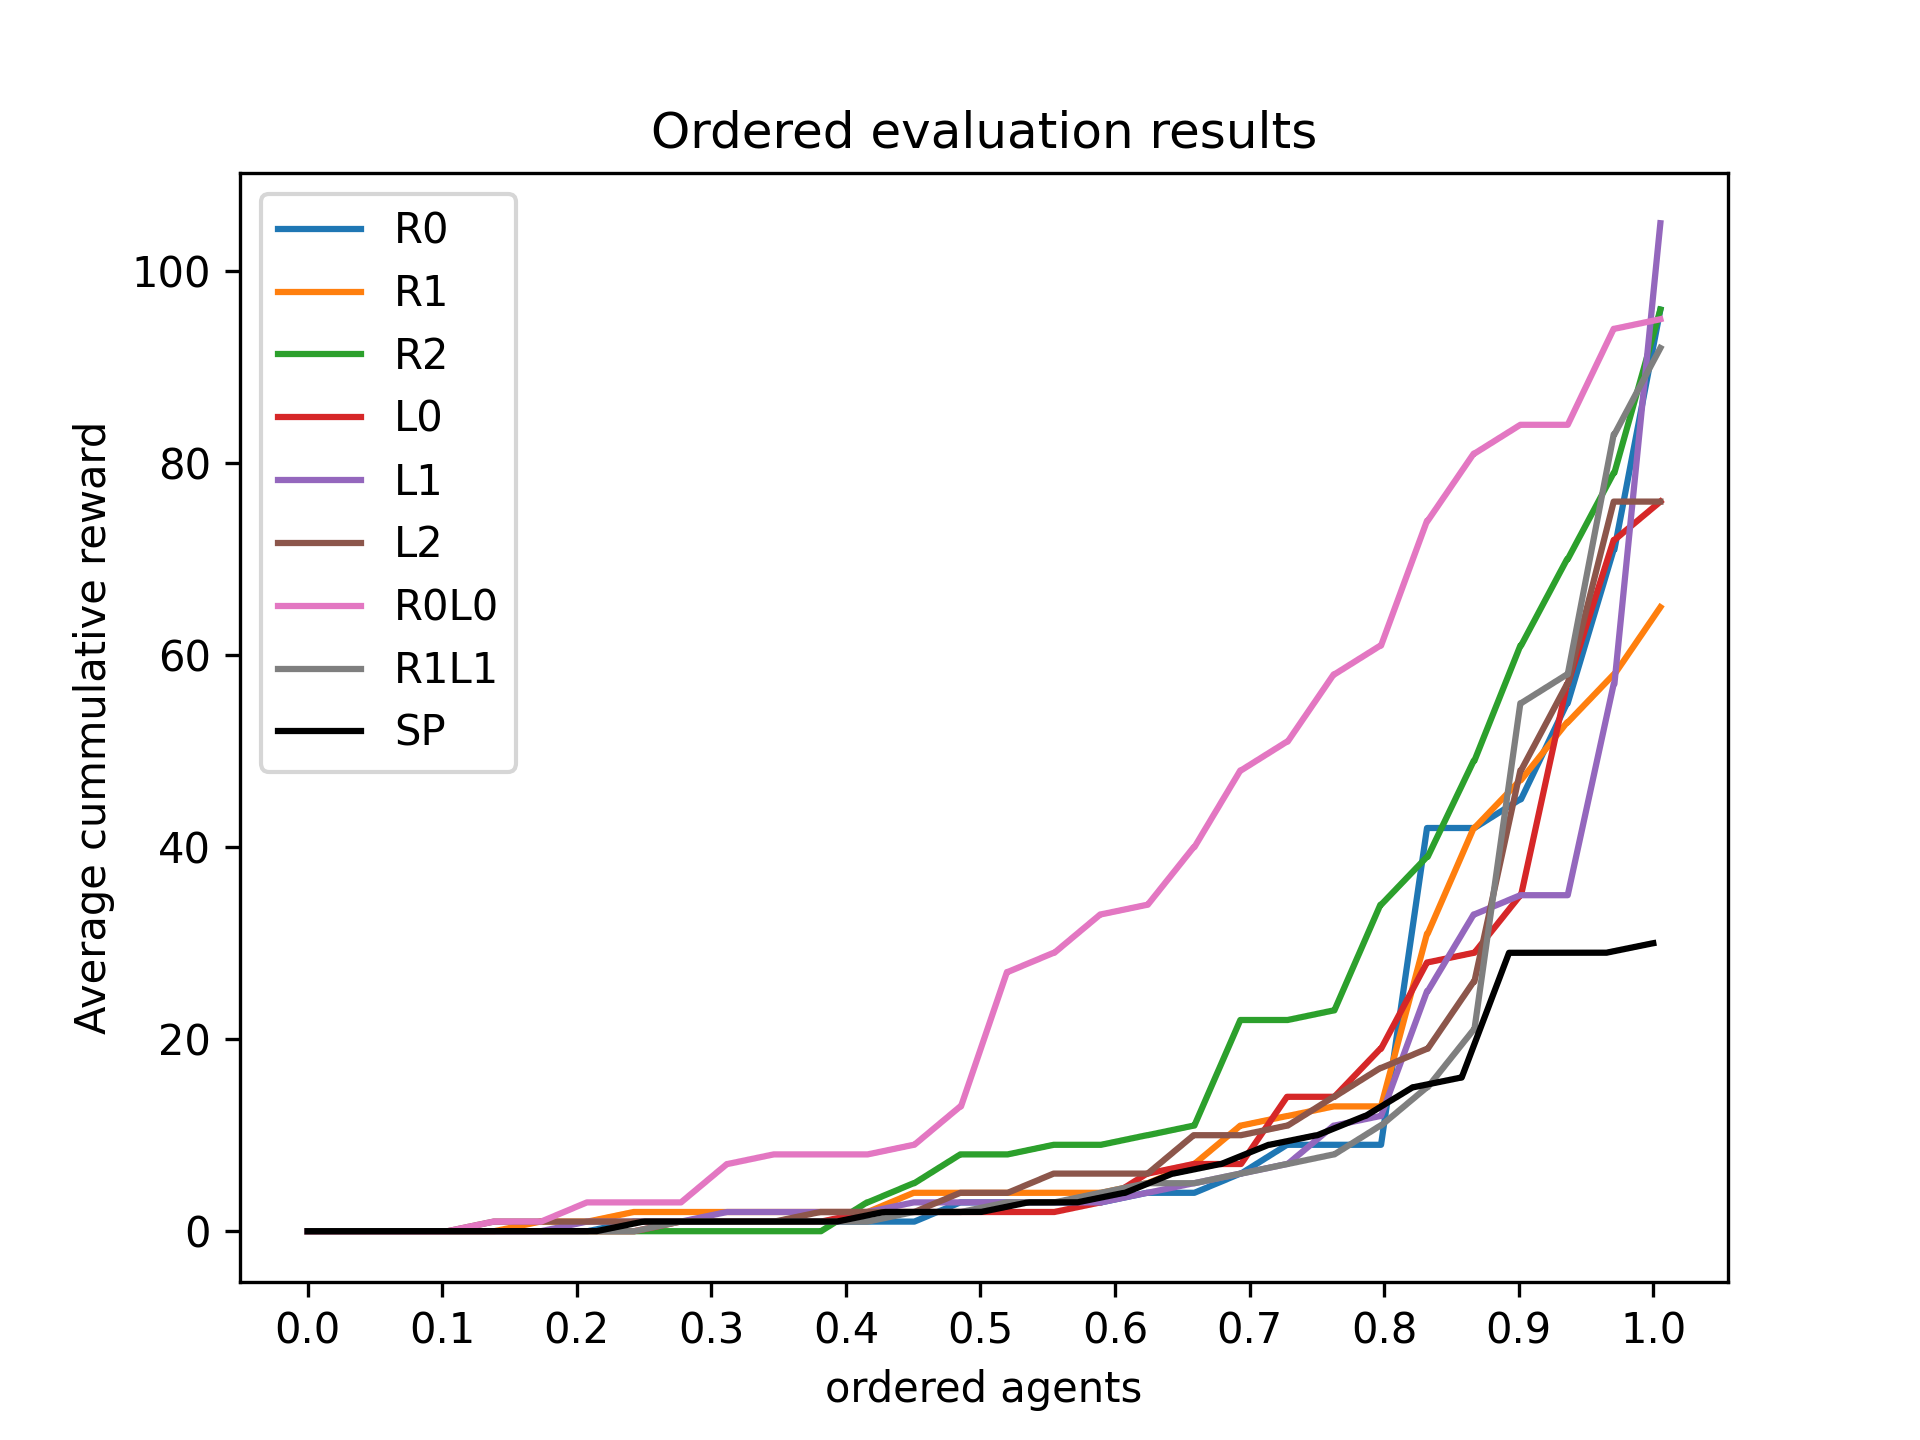 Ordered evaluation results
R0
R1
R2
L0
L1
L2
R0L0
R1L1
SP
Average cummulative reward
100
80
60
40
20
0
0.0 0.1 0.2 0.3 0.4 0.5 0.6 0.7 0.8 0.9 1.0
ordered agents